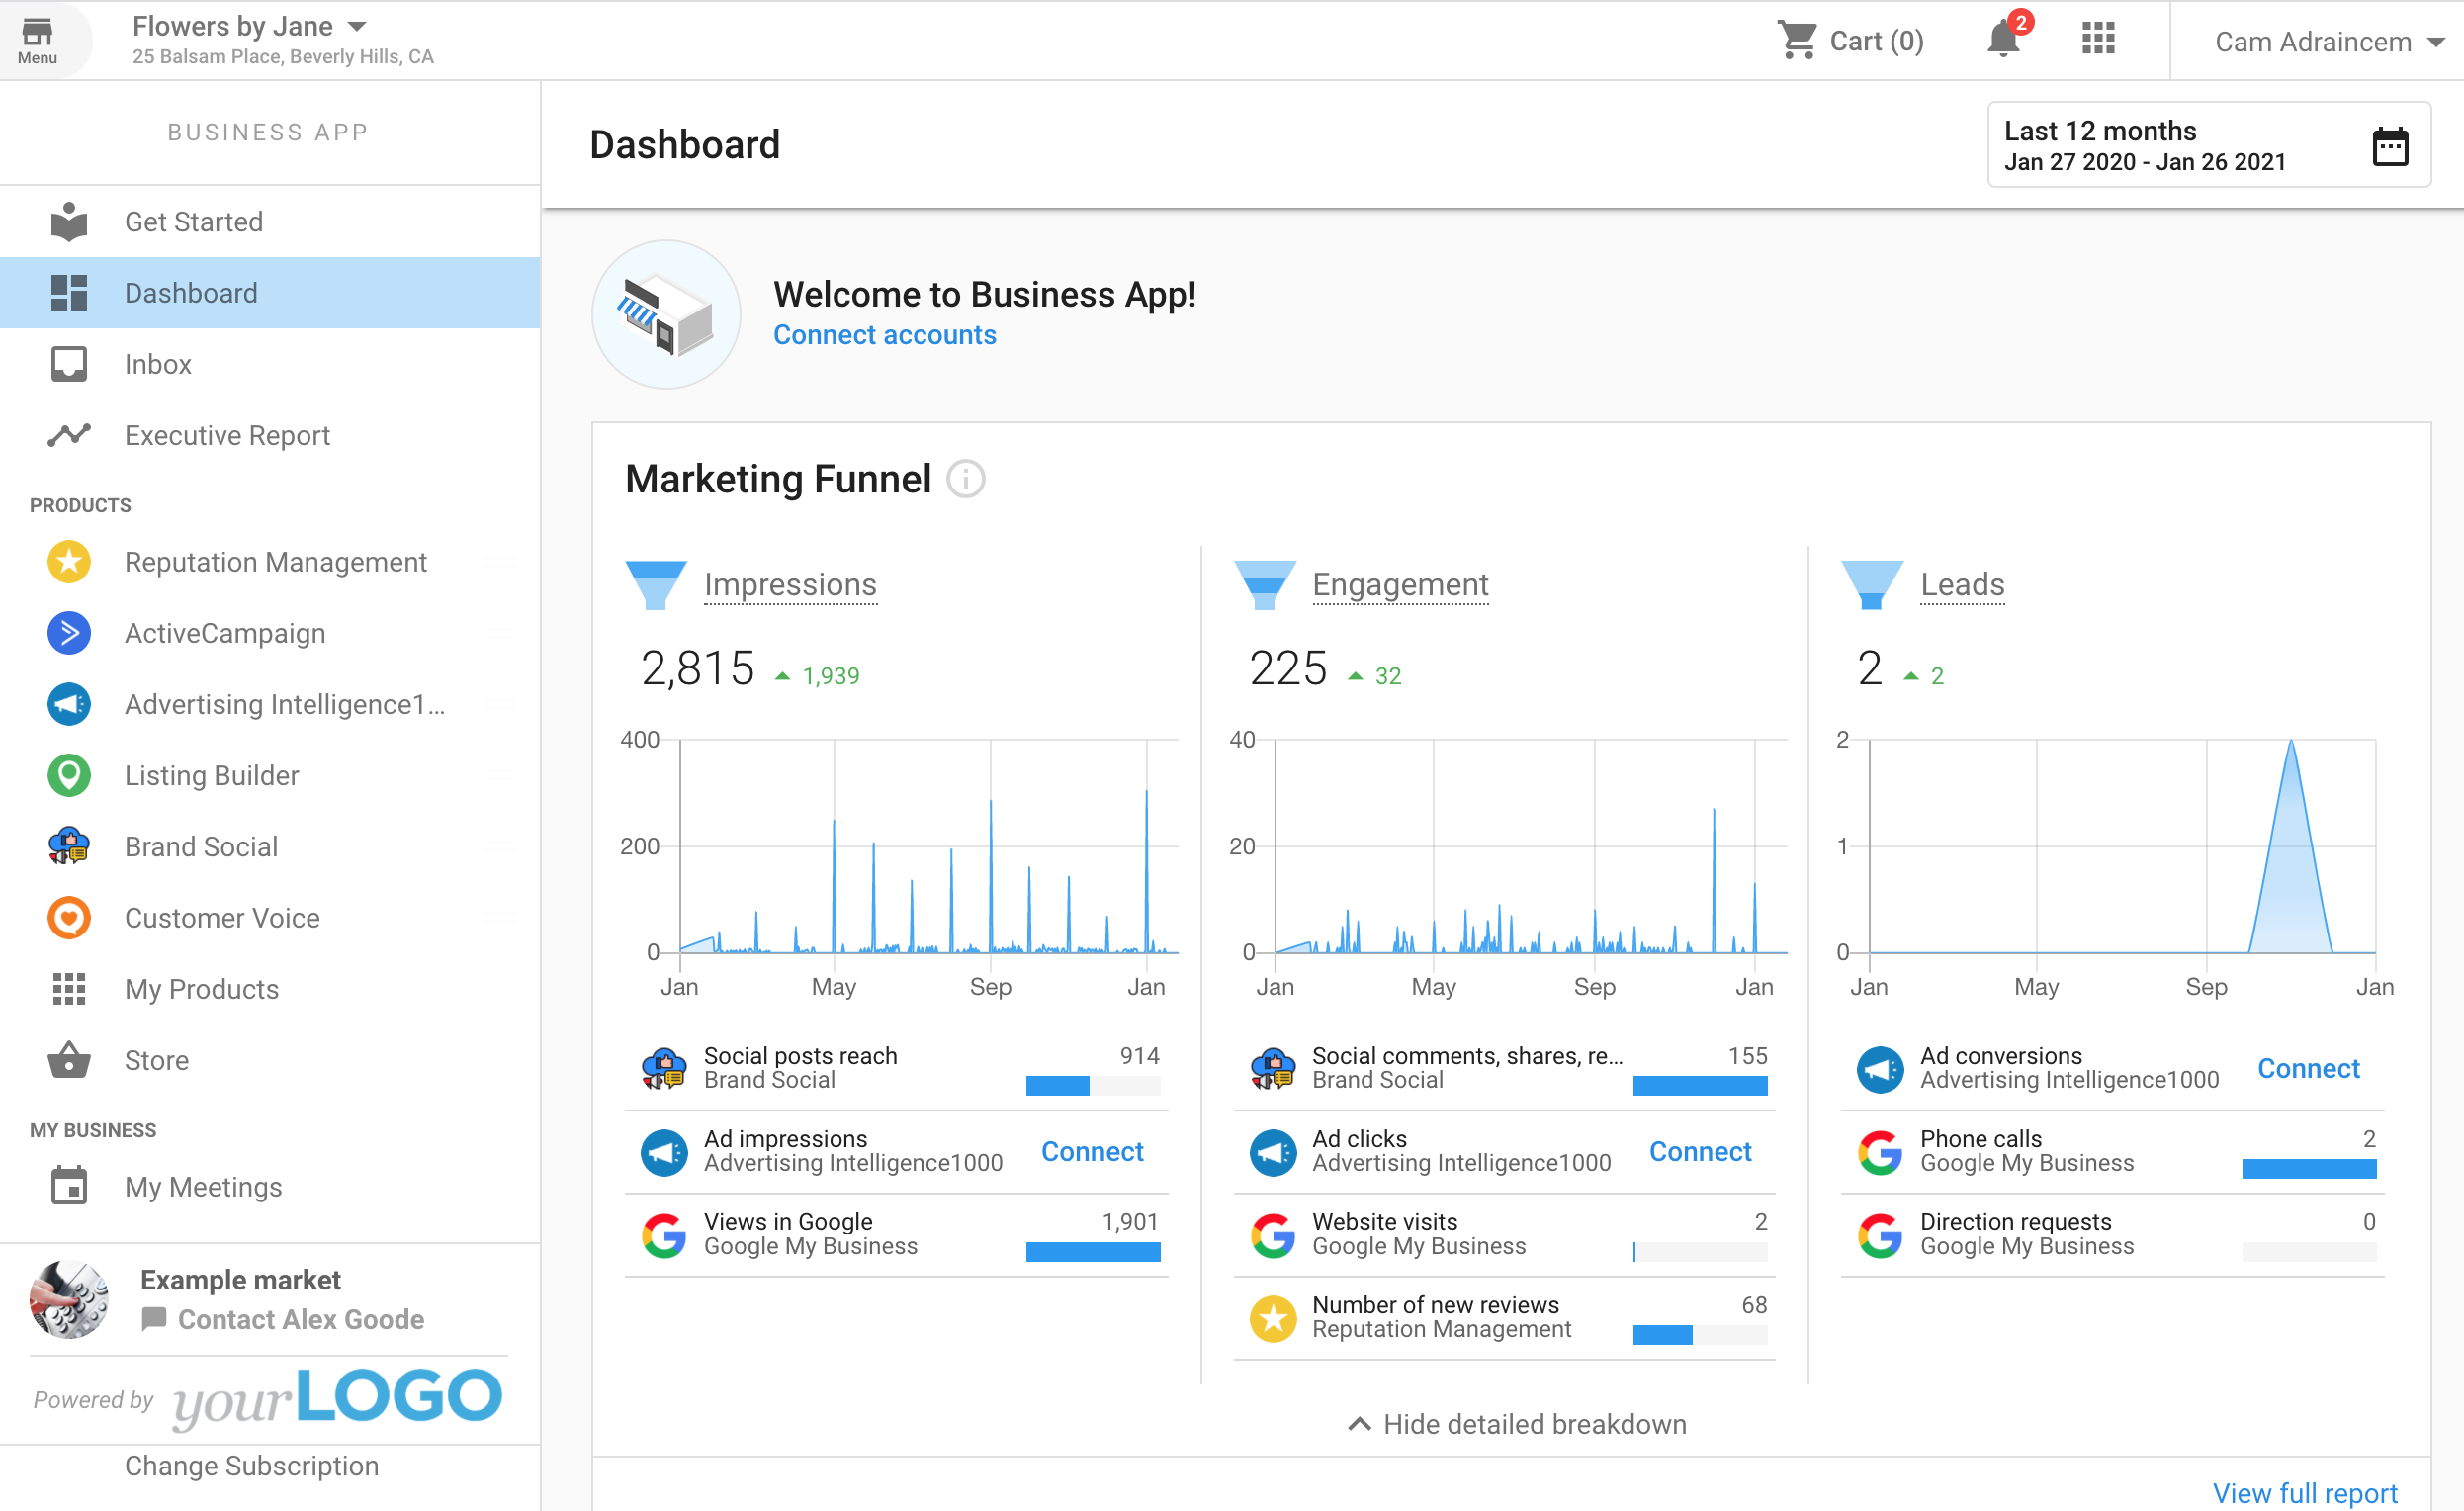 Menu
Flowers by Jane
25 Balsam Place, Beverly Hills, CA
Cart (0)
2
Cam Adraincem
BUSINESS APP
Get Started
Dashboard
Inbox
Executive Report
PRODUCTS
Reputation Management
ActiveCampaign
Advertising Intelligence1...
Listing Builder
Brand Social
Customer Voice
My Products
Store
MY BUSINESS
My Meetings
Example market
Contact Alex Goode
Powered by yourLOGO
Change Subscription
Dashboard
Last 12 months
Jan 27 2020 - Jan 26 2021
Welcome to Business App!
Connect accounts
Marketing Funnel
Impressions
2,815 1,939
400
200
0
Jan May Sep Jan
Social posts reach 914
Brand Social
Ad impressions
Advertising Intelligence1000
Connect
Views in Google 1,901
Google My Business
Engagement
225 32
40
20
0
Jan May Sep Jan
Social comments, shares, re... 155
Brand Social
Ad clicks
Advertising Intelligence1000
Connect
Website visits 2
Google My Business
Number of new reviews 68
Reputation Management
Leads
2 2
2
1
0
Jan May Sep Jan
Ad conversions
Advertising Intelligence1000
Connect
Phone calls 2
Google My Business
Direction requests 0
Google My Business
Hide detailed breakdown
View full report